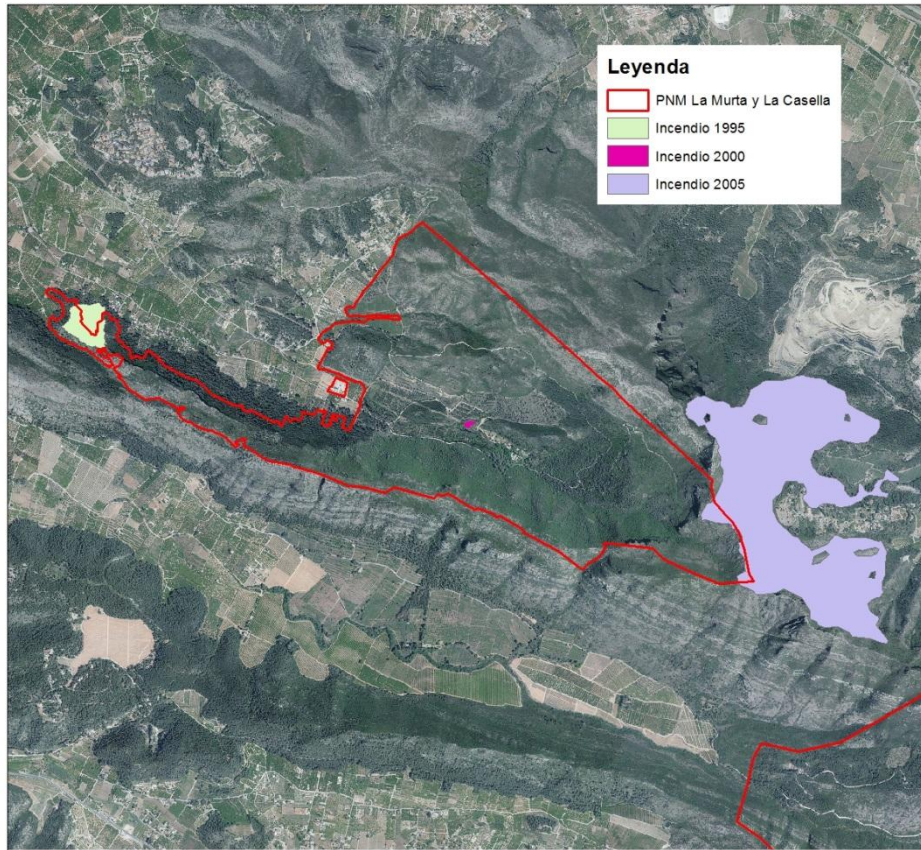 Leyenda
PNM La Murta y La Casella
Incendio 1995
Incendio 2000
Incendio 2005